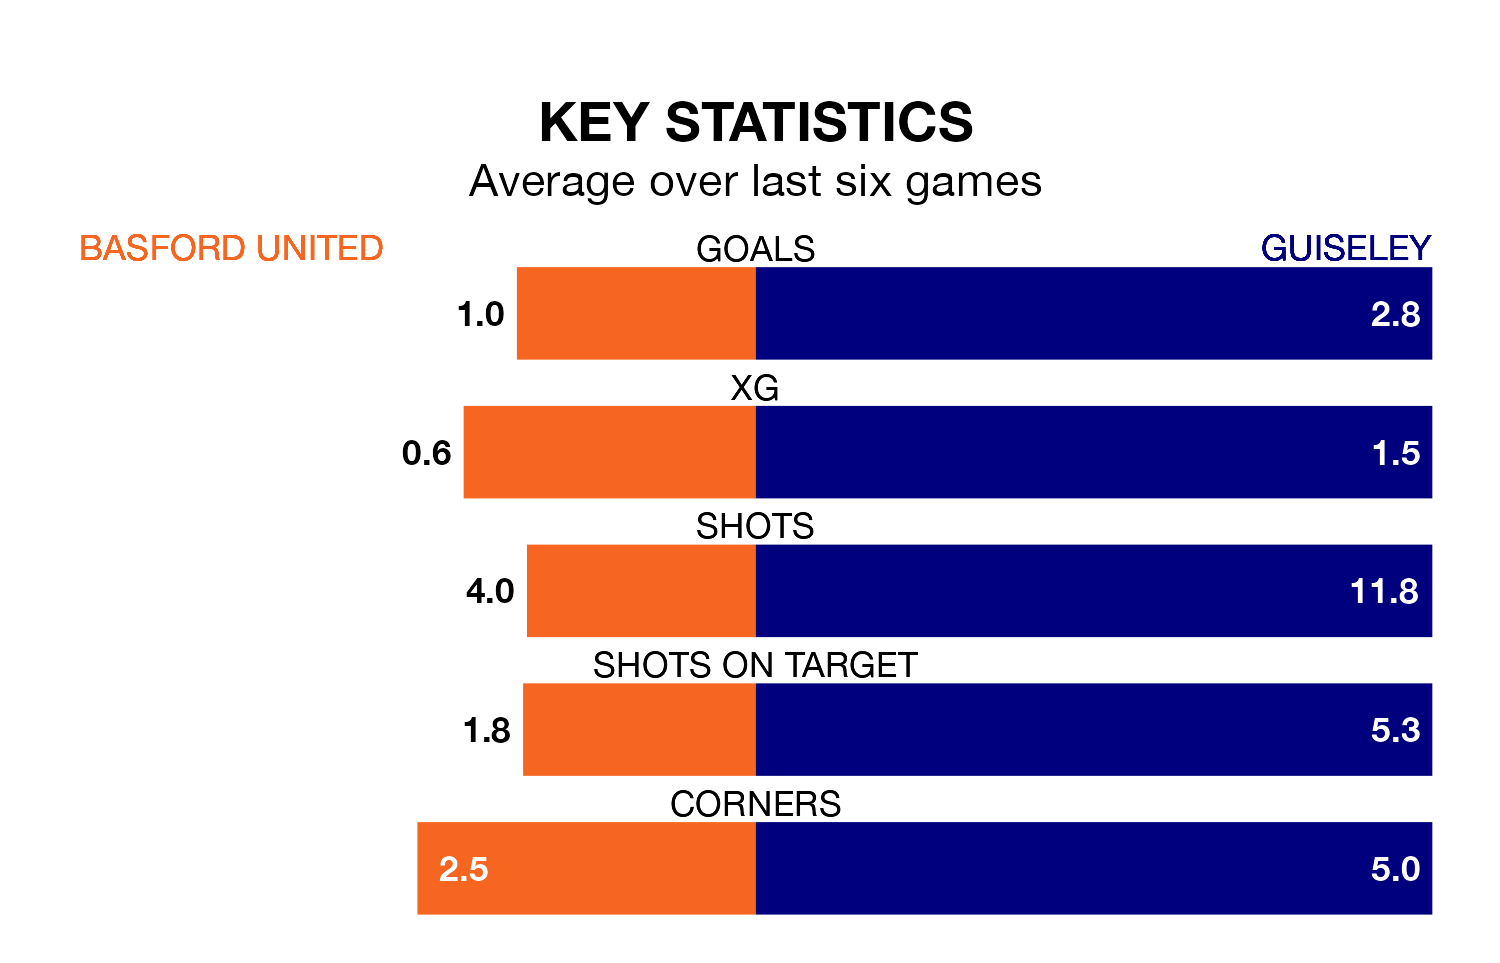 KEY STATISTICS
Average over last six games
BASFORD UNITED GOALS GUISELEY
1.0 2.8
XG
0.6 1.5
SHOTS
4.0 11.8
SHOTS ON TARGET
1.8 5.3
CORNERS
2.5 5.0